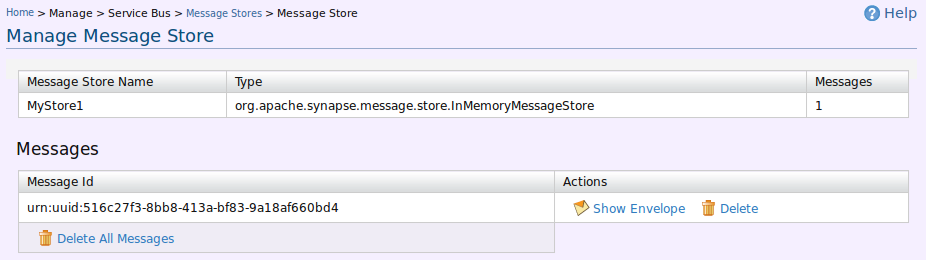 Home > Manage > Service Bus > Message Stores > Message Store
Help
Manage Message Store
Message Store Name Type Messages
MyStore1 org.apache.synapse.message.store.InMemoryMessageStore 1
Messages
Message Id Actions
urn:uuid:516c27f3-8bb8-413a-bf83-9a18af660bd4 Show Envelope Delete
Delete All Messages